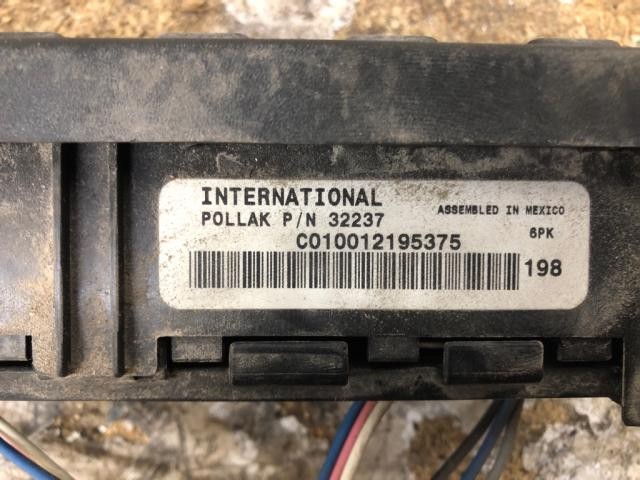 INTERNATIONAL
POLLAK P/N 32237
ASSEMBLED IN MEXICO
6PK
C010012195375
198